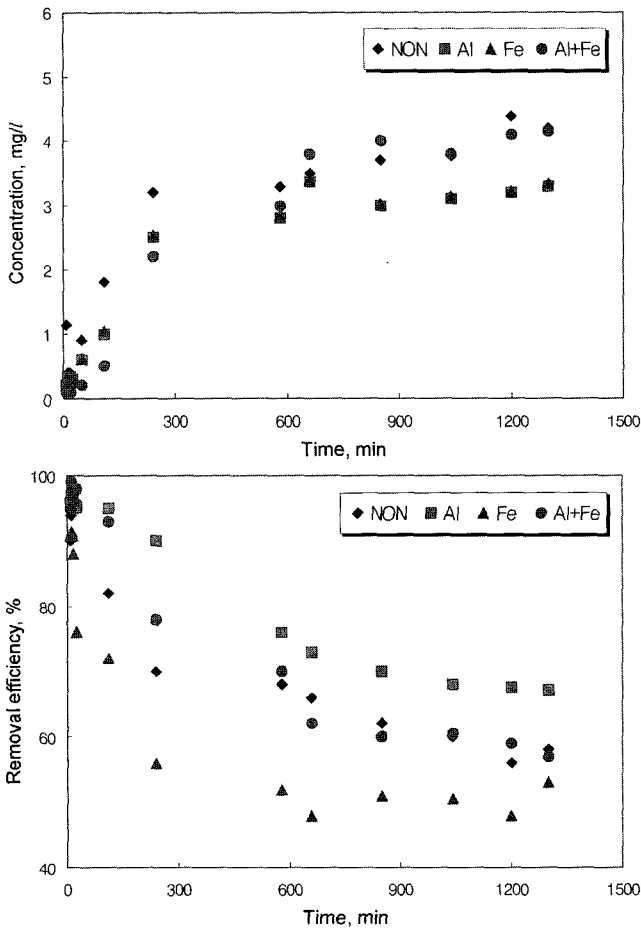 6
5
4
3
2
1
0
Concentration, mg//
NON Al Fe Al+Fe
0 300 600 900 1200 1500
Time, min
100
80
60
40
Removal efficiency, %
NON Al Fe Al+Fe
0 300 600 900 1200 1500
Time, min